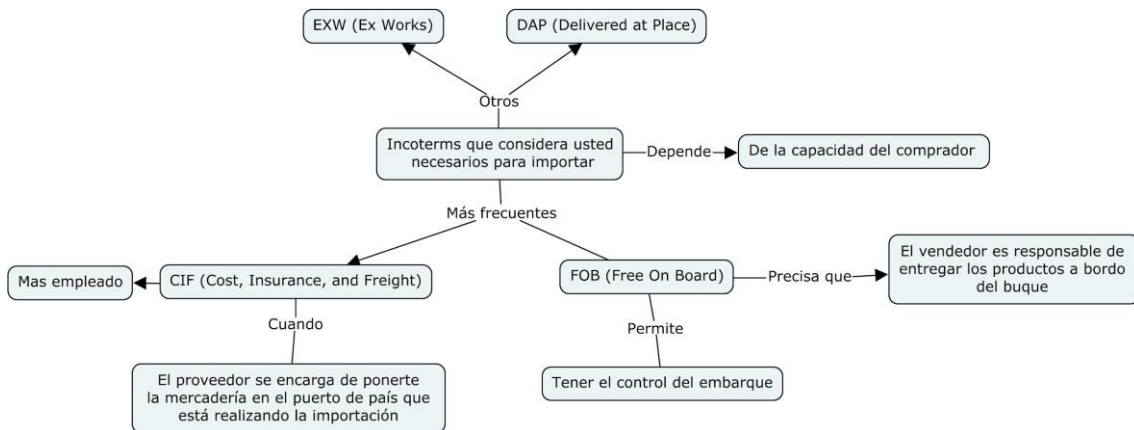 EXW (Ex Works)
DAP (Delivered at Place)
Otros
Incoterms que considera usted
necesarios para importar
Depende
De la capacidad del comprador
Más frecuentes
Mas empleado
CIF (Cost, Insurance, and Freight)
FOB (Free On Board)
Precisa que
El vendedor es responsable de
entregar los productos a bordo
del buque
Cuando
Permite
El proveedor se encarga de ponerte
la mercadería en el puerto de país que
está realizando la importación
Tener el control del embarque